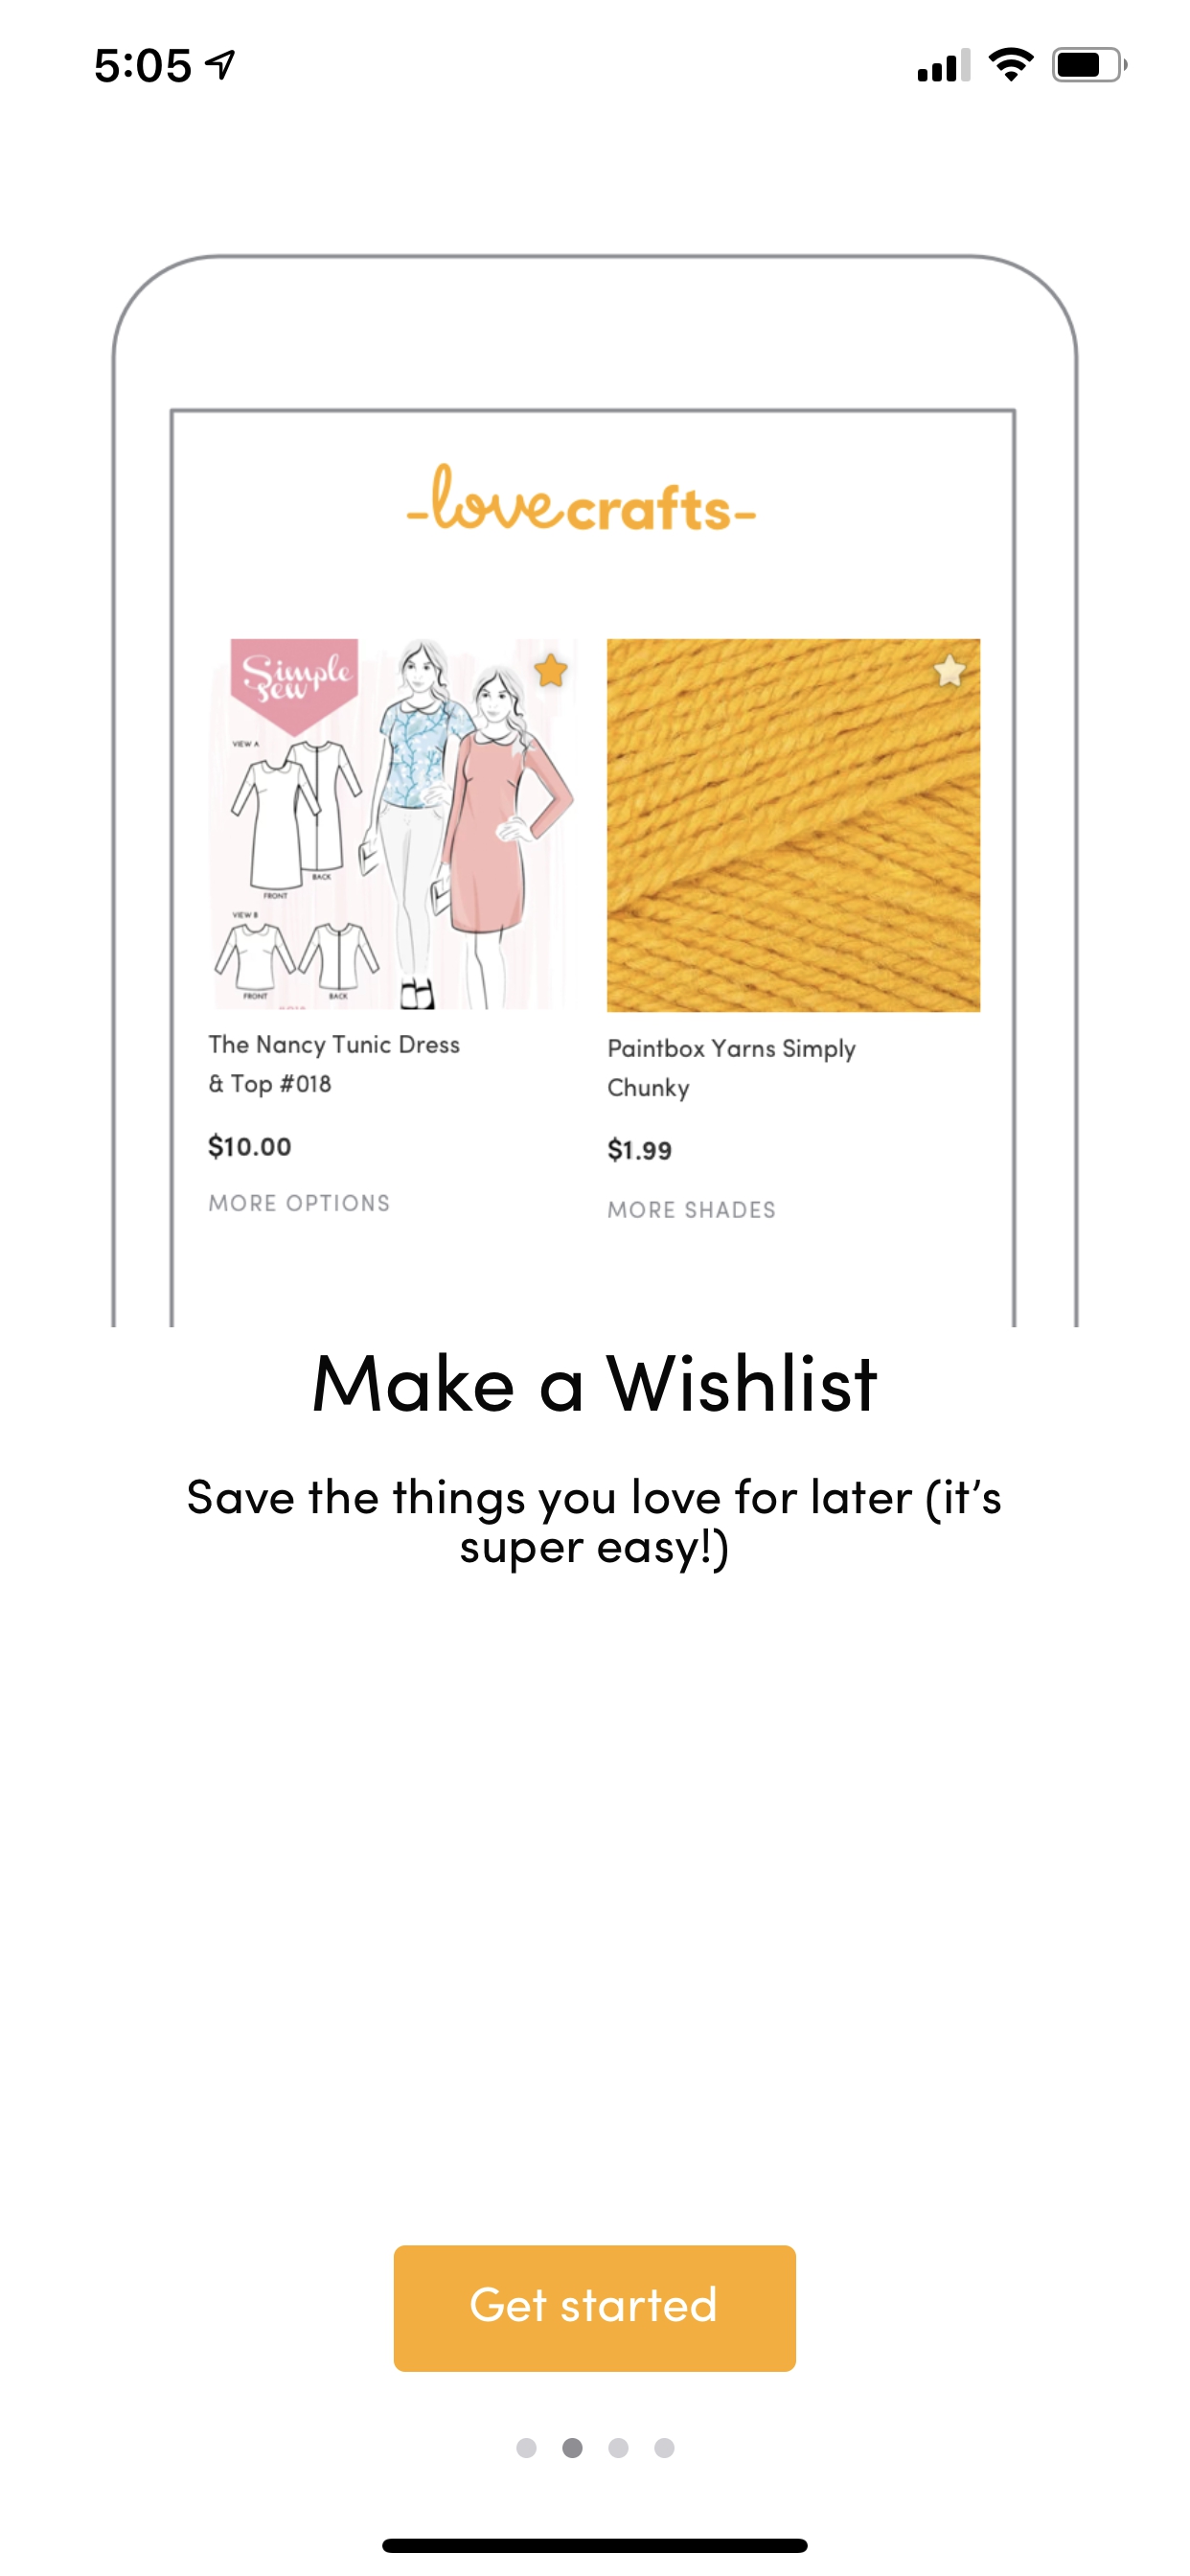 5:05
-lovecrafts-
Simple
Sew
VIEW A
BACK
FRONT
VIEW B
FRONT
BACK
The Nancy Tunic Dress
& Top #018
$10.00
MORE OPTIONS
Paintbox Yarns Simply
Chunky
$1.99
MORE SHADES
Make a Wishlist
Save the things you love for later (it’s
super easy!)
Get started